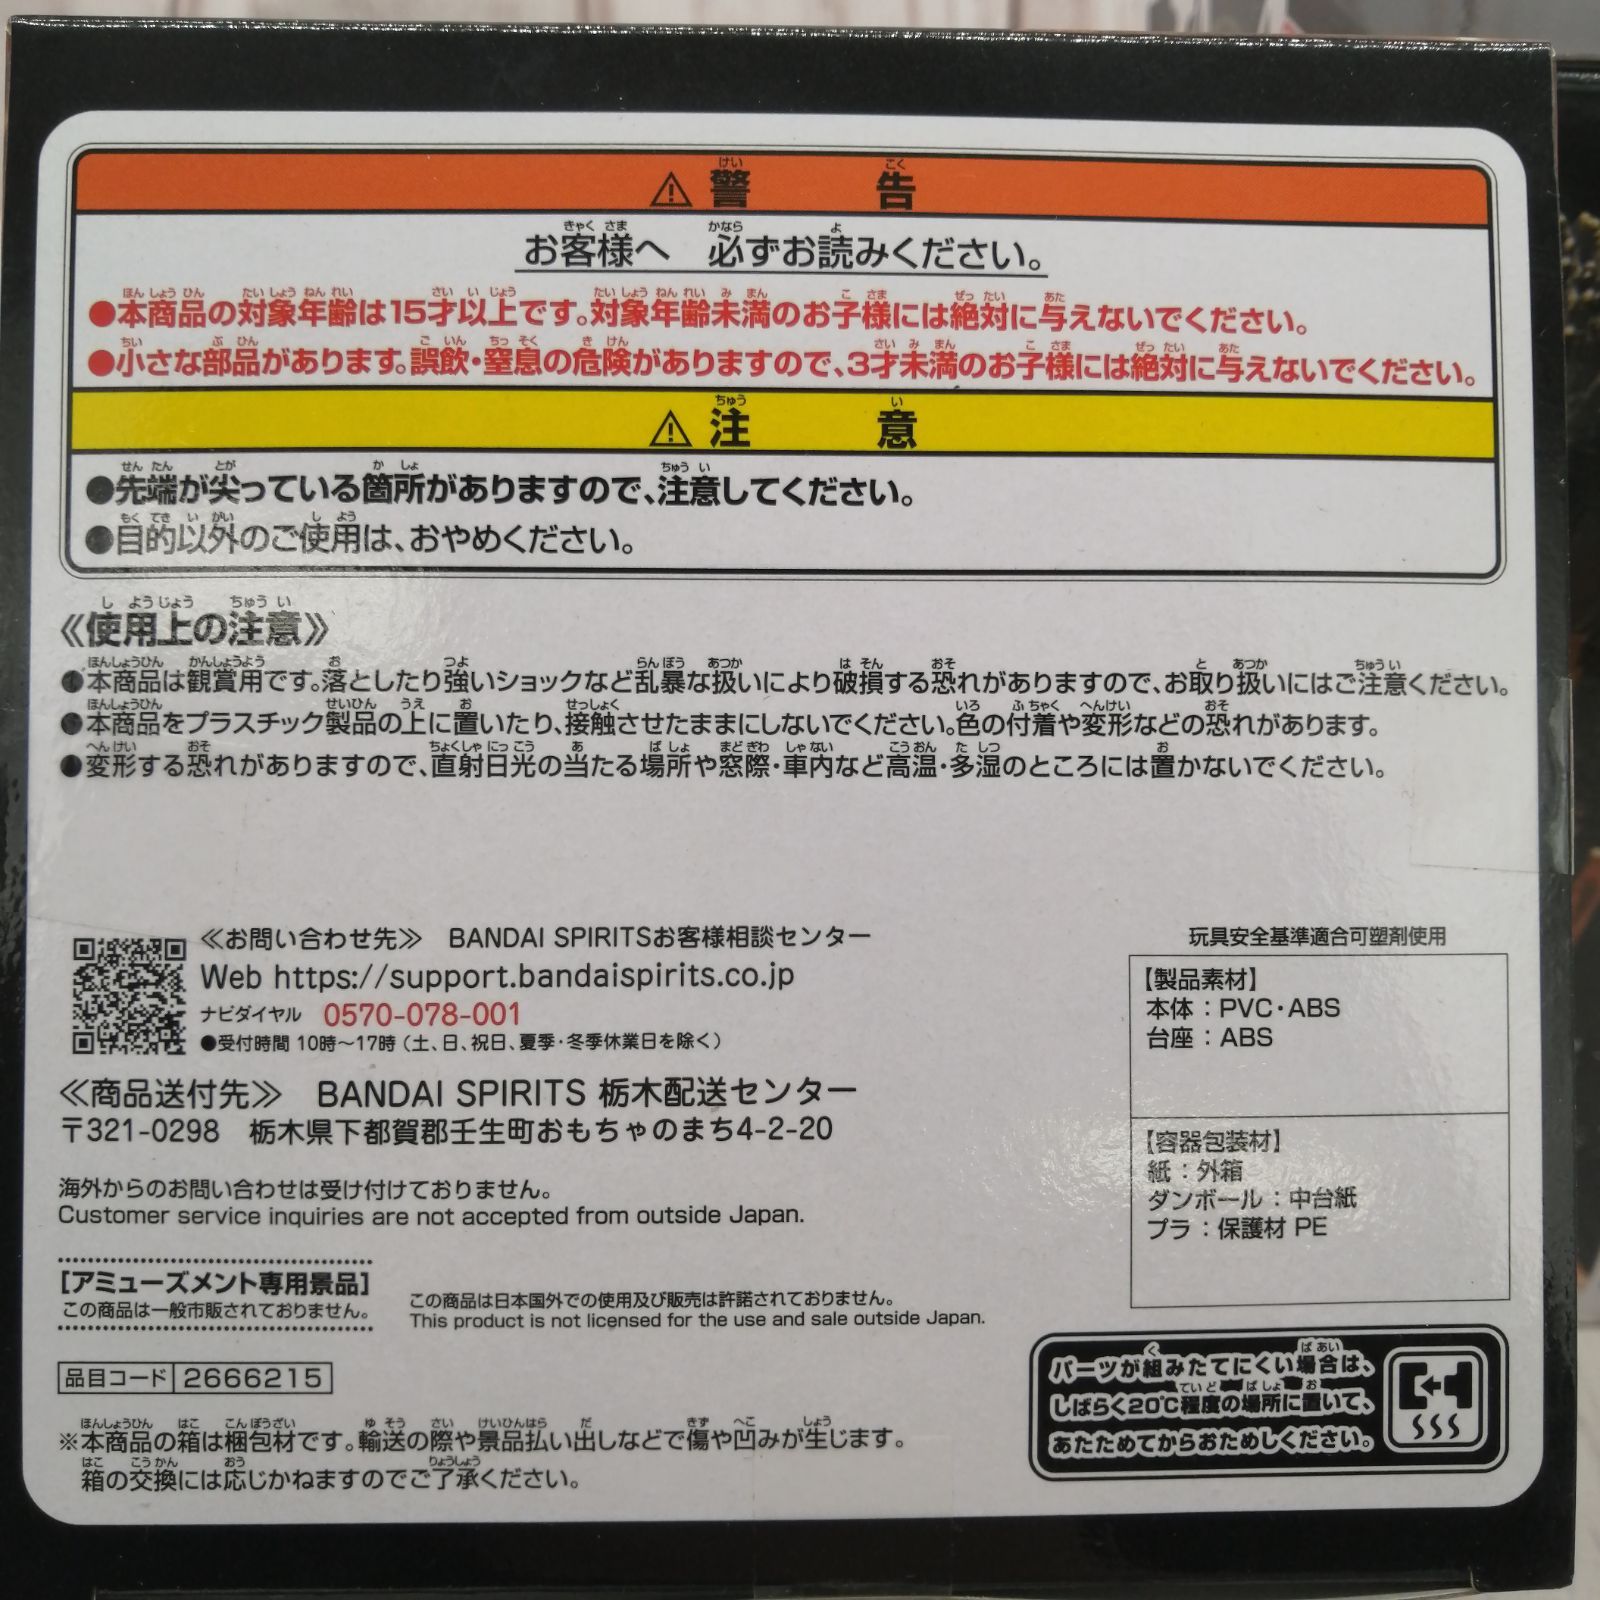 ⚠警告
お客様へ 必ずお読みください。
●本商品の対象年齢は15才以上です。対象年齢未満のお子様には絶対に与えないでください。
●小さな部品があります。誤飲・窒息の危険がありますので、3才未満のお子様には絶対に与えないでください。
⚠注意
●先端が尖っている箇所がありますので、注意してください。
●目的以外のご使用は、おやめください。
≪使用上の注意≫
●本商品は観賞用です。落としたり強いショックなど乱暴な扱いにより破損する恐れがありますので、お取り扱いにはご注意ください。
●本商品をプラスチック製品の上に置いたり、接触させたままにしないでください。色の付着や変形などの恐れがあります。
●変形する恐れがありますので、直射日光の当たる場所や窓際・車内など高温・多湿のところには置かないでください。
≪お問い合わせ先≫ BANDAI SPIRITSお客様相談センター
Web https://support.bandaispirits.co.jp
ナビダイヤル 0570-078-001
●受付時間 10時～17時(土、日、祝日、夏季・冬季休業日を除く)
≪商品送付先≫ BANDAI SPIRITS 栃木配送センター
〒321-0298 栃木県下都賀郡壬生町おもちゃのまち4-2-20
海外からのお問い合わせは受け付けておりません。
Customer service inquiries are not accepted from outside Japan.
[アミューズメント専用景品]
この商品は一般市販されておりません。
この商品は日本国外での使用及び販売は許諾されておりません。
This product is not licensed for the use and sale outside Japan.
品目コード 2666215
※本商品の箱は梱包材です。輸送の際や景品払い出しなどで傷や凹みが生じます。
箱の交換には応じかねますのでご了承ください。
玩具安全基準適合可塑剤使用
【製品素材】
本体：PVC・ABS
台座：ABS
【容器包装材】
紙：外箱
ダンボール：中台紙
プラ：保護材 PE
パーツが組みたてにくい場合は、
しばらく20℃程度の場所に置いて、
あたためてからおためしください。